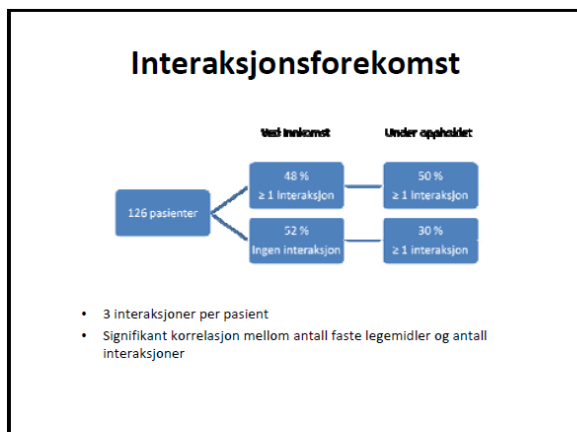 Interaksjonsforekomst
Ved Innkomst
Under oppholdet
48 %
≥ 1 Interaksjon
50 %
≥ 1 Interaksjon
126 pasienter
52 %
Ingen interaksjon
30 %
≥ 1 interaksjon
• 3 interaksjoner per pasient
• Signifikant korrelasjon mellom antall faste legemidler og antall
interaksjoner